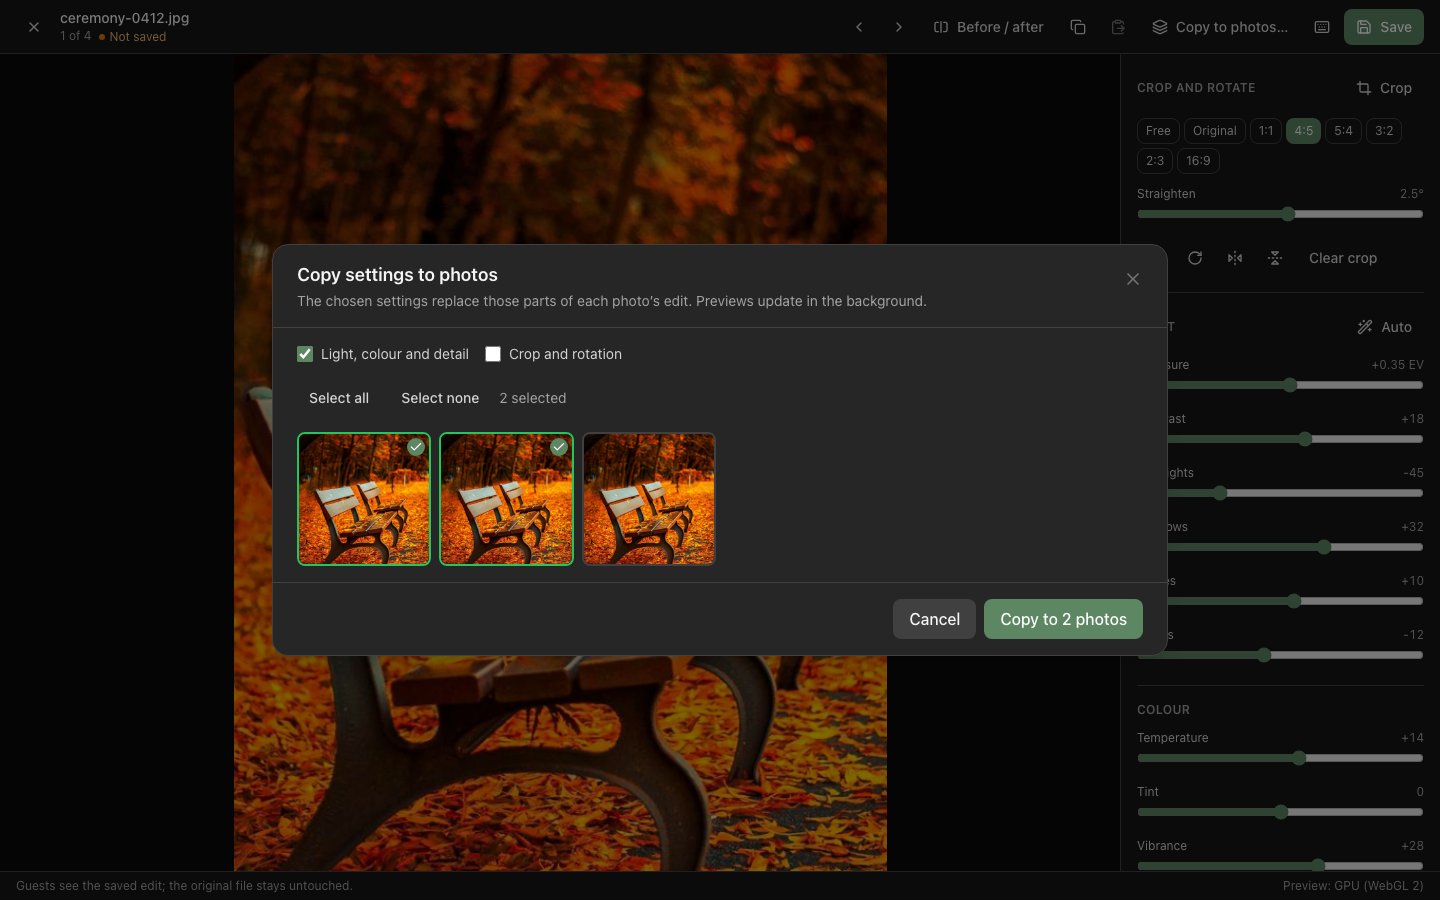 ceremony-0412.jpg
1 of 4 Not saved
Before / after
Copy to photos...
Save
CROP AND ROTATE
Crop
Free Original 1:1 4:5 5:4 3:2
2:3 16:9
Straighten 2.5°
Clear crop
Copy settings to photos
The chosen settings replace those parts of each photo's edit. Previews update in the background.
Light, colour and detail
Crop and rotation
Select all
Select none
2 selected
Cancel
Copy to 2 photos
T
Auto
sure +0.35 EV
ast +18
ghts -45
ows +32
es +10
s -12
COLOUR
Temperature +14
Tint 0
Vibrance +28
Guests see the saved edit; the original file stays untouched.
Preview: GPU (WebGL 2)